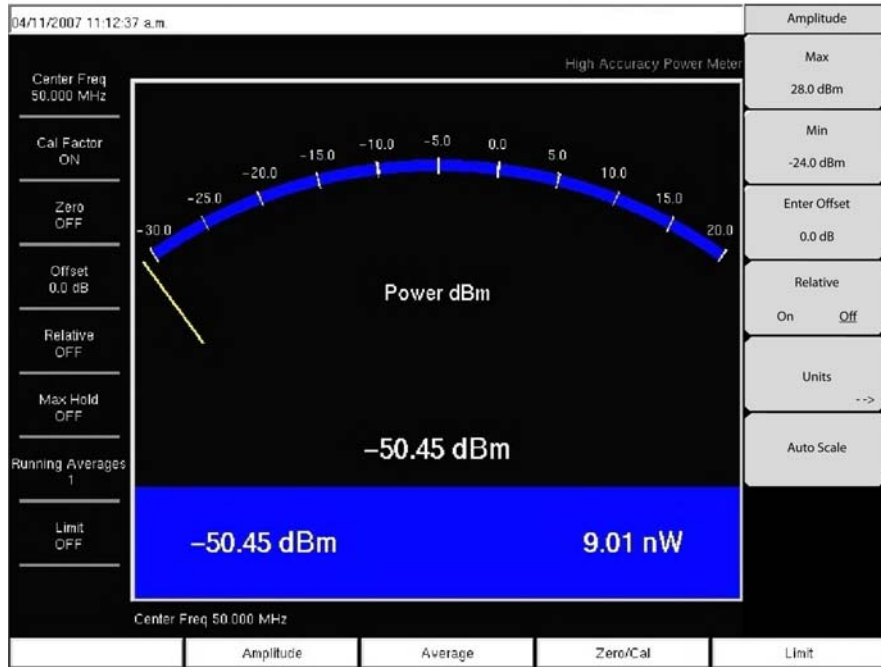 04/11/2007 11:12:37 a.m.
High Accuracy Power Meter
Center Freq
50.000 MHz
Cal Factor
ON
Zero
OFF
Offset
0.0 dB
Relative
OFF
Max Hold
OFF
Running Averages
1
Limit
OFF
-30.0
-25.0
-20.0
-15.0
-10.0
-5.0
0.0
5.0
10.0
15.0
20.0
Power dBm
-50.45 dBm
-50.45 dBm 9.01 nW
Center Freq 50.000 MHz
Amplitude
Max
28.0 dBm
Min
-24.0 dBm
Enter Offset
0.0 dB
Relative
On Off
Units
-->
Auto Scale
Amplitude Average Zero/Cal Limit